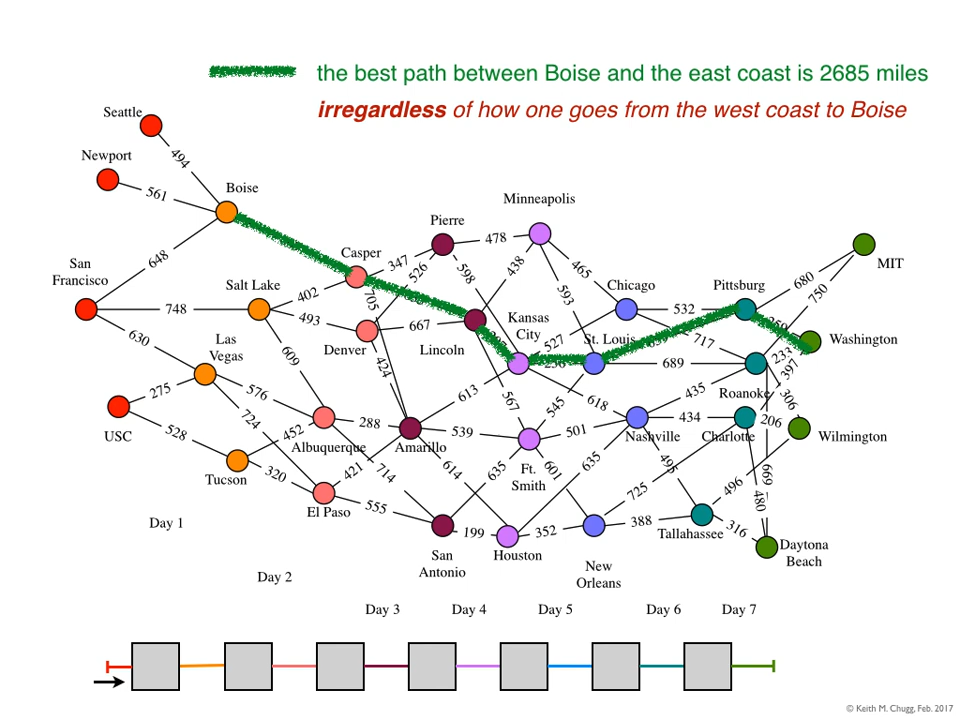 the best path between Boise and the east coast is 2685 miles
irregardless of how one goes from the west coast to Boise
Seattle
494
Newport
561
Boise
Minneapolis
Pierre
478
648
Casper
347
526
598
438
465
593
MIT
San
Francisco
748
Salt Lake
402
705
Chicago
532
Pittsburg
680
750
493
Denver
667
Lincoln
Kansas
City
527
St. Louis
717
Washington
630
Las
Vegas
609
424
689
233
397
275
576
613
567
545
618
435
Roanoke
306
USC
724
288
539
501
434
206
528
452
Albuquerque
Amarillo
Nashville
Charlotte
Wilmington
Tucson
320
421
714
614
635
Ft.
Smith
601
635
495
669
El Paso
555
725
496
480
Day 1
199
352
388
Tallahassee
316
San
Antonio
Houston
New
Orleans
Daytona
Beach
Day 2
Day 3
Day 4
Day 5
Day 6
Day 7
© Keith M. Chugg, Feb. 2017